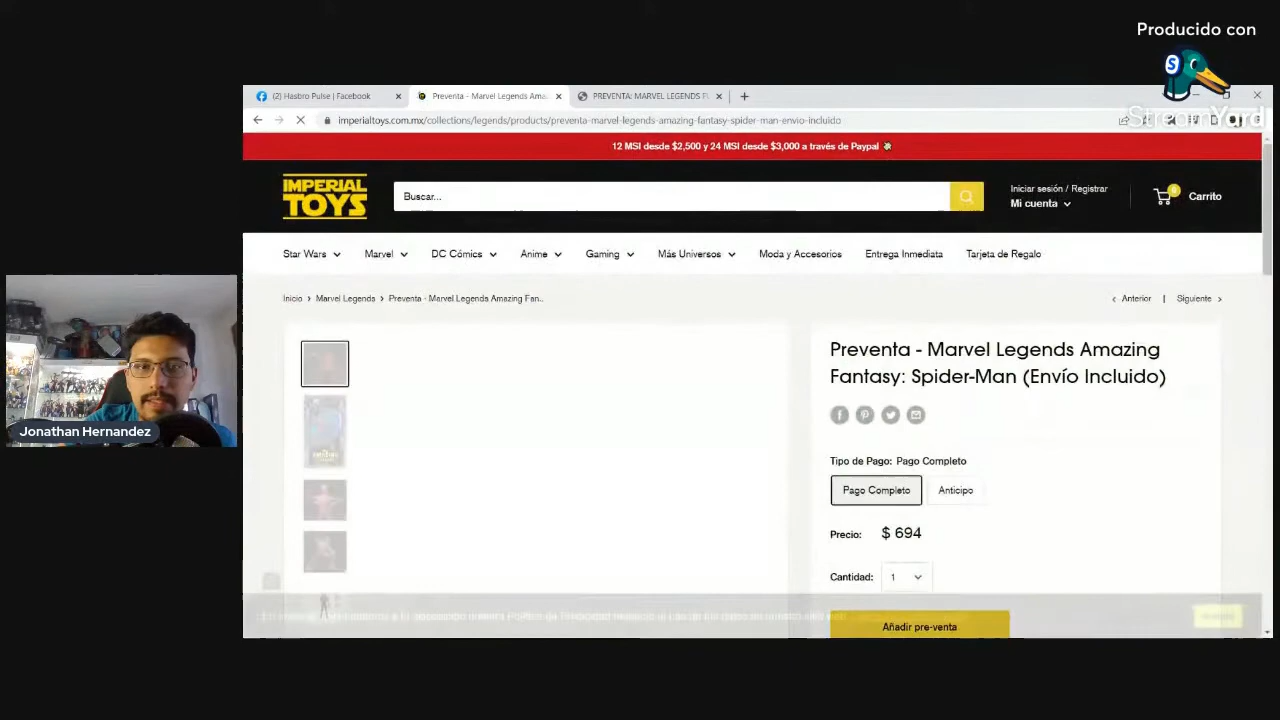 Producido con
StreamYard
(2) Hasbro Pulse | Facebook
Preventa - Marvel Legends Ama
PREVENTA: MARVEL LEGENDS
imperialtoys.com.mx/collections/legends/products/preventa-marvel-legends-amazing-fantasy-spider-man-envio-incluido
12 MSI desde $2,500 y 24 MSI desde $3,000 a través de Paypal
IMPERIAL TOYS
Buscar...
Iniciar sesión / Registrar
Mi cuenta
Carrito
Star Wars
Marvel
DC Cómics
Anime
Gaming
Más Universos
Moda y Accesorios
Entrega Inmediata
Tarjeta de Regalo
Inicio > Marvel Legends > Preventa - Marvel Legends Amazing Fan...
Anterior | Siguiente
Preventa - Marvel Legends Amazing
Fantasy: Spider-Man (Envío Incluido)
Tipo de Pago: Pago Completo
Pago Completo
Anticipo
Precio: $ 694
Cantidad: 1
Añadir pre-venta
Jonathan Hernandez